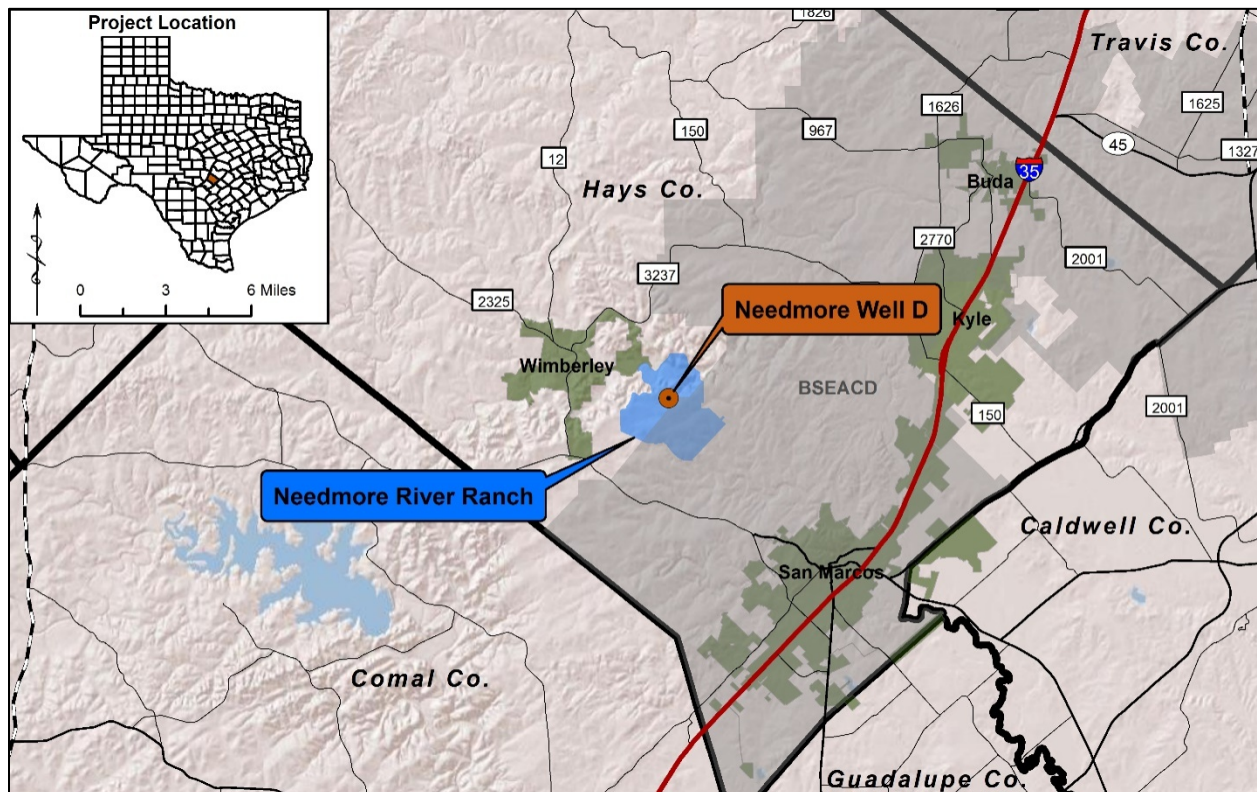 Project Location
0 3 6 Miles
1826
Travis Co.
1626
1625
150
967
45
1327
12
35
Hays Co.
Buda
2770
2001
3237
2325
Needmore Well D
Kyle
Wimberley
BSEACD
150
2001
Needmore River Ranch
Caldwell Co.
San Marcos
Comal Co.
Guadalupe Co.